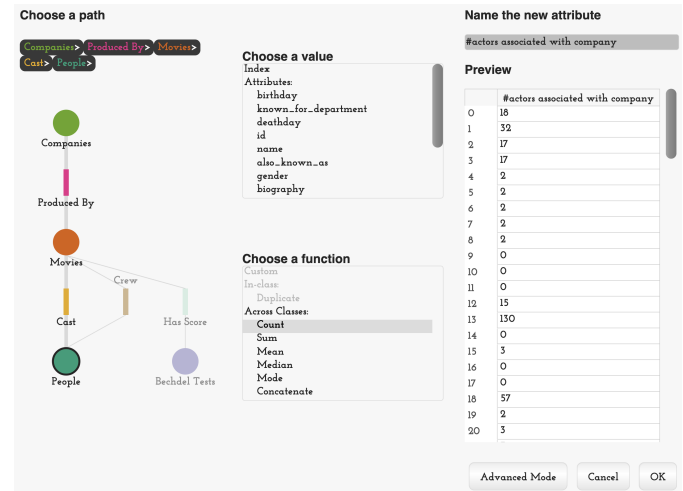 Choose a path
Companies> Produced By> Movies>
Cast> People>
Companies
Produced By
Movies
Crew
Cast
Has Score
People
Bechdel Tests
Choose a value
Index
Attributes:
birthday
known_for_department
deathday
id
name
also_known_as
gender
biography
Choose a function
Custom
In-class:
Duplicate
Across Classes:
Count
Sum
Mean
Median
Mode
Concatenate
Name the new attribute
#actors associated with company
Preview
#actors associated with company
0 18
1 32
2 17
3 17
4 2
5 2
6 2
7 2
8 2
9 0
10 0
11 0
12 15
13 130
14 0
15 3
16 0
17 0
18 57
19 2
20 3
Advanced Mode
Cancel
OK